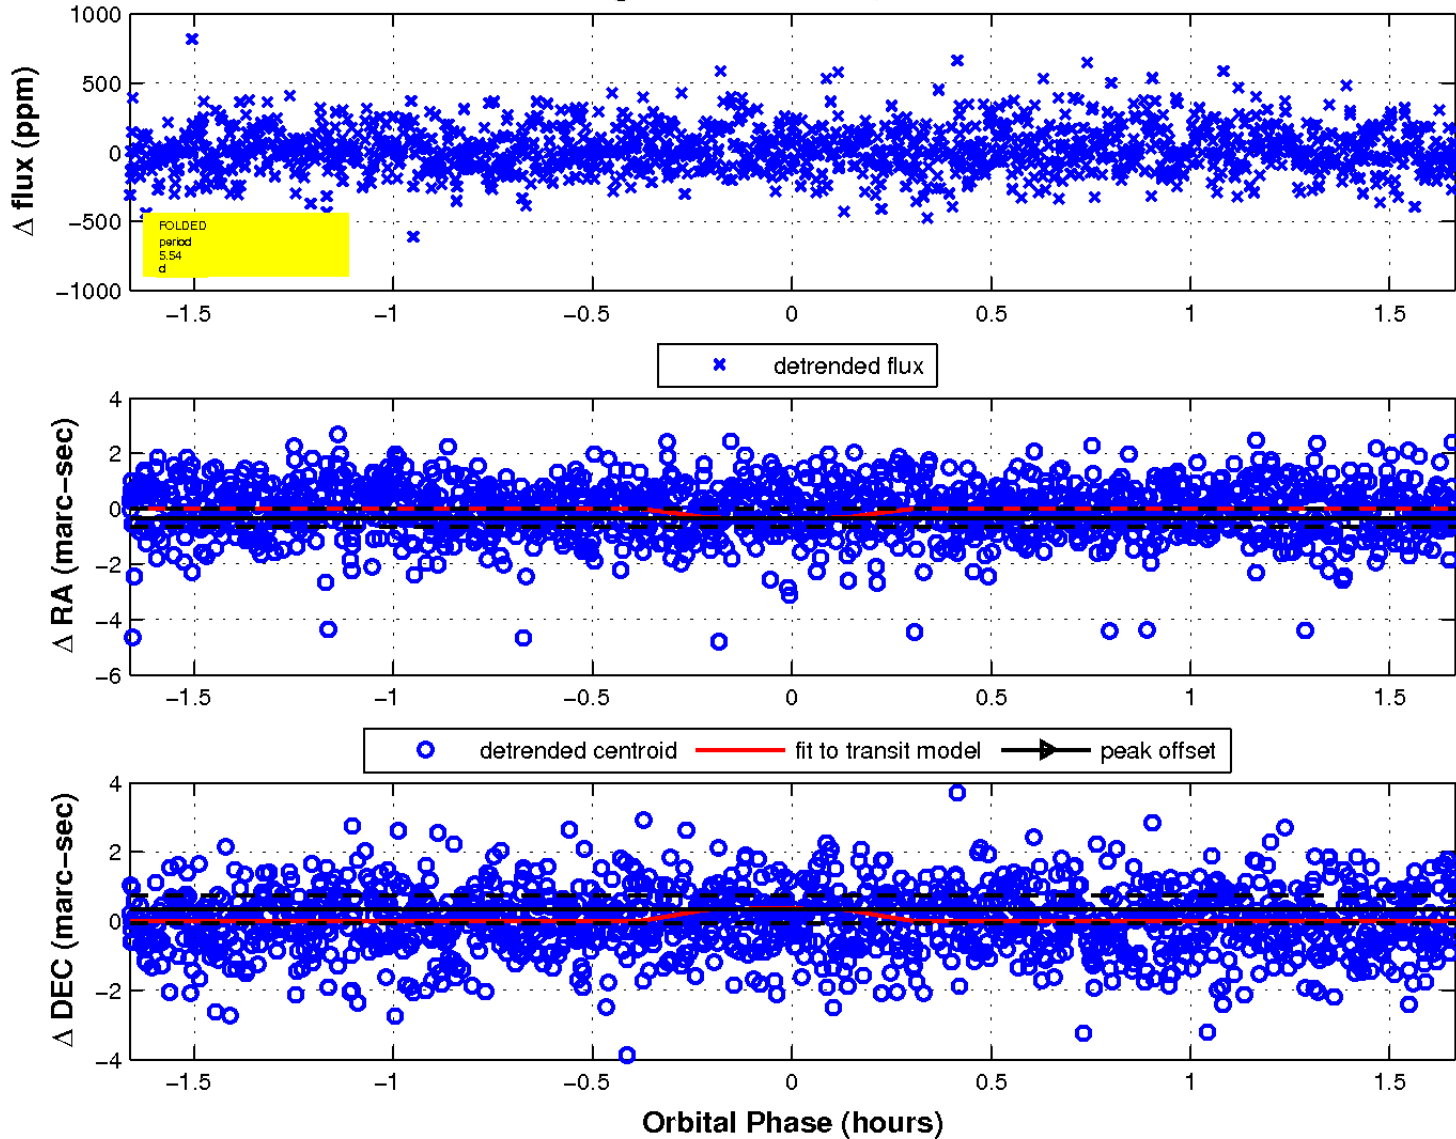 1000
500
0
−500
−1000
Δ flux (ppm)
FOLDED
period
5.54
d
−1.5 −1 −0.5 0 0.5 1 1.5
detrended flux
4
2
0
−2
−4
−6
Δ RA (marc−sec)
−1.5 −1 −0.5 0 0.5 1 1.5
detrended centroid fit to transit model peak offset
4
2
0
−2
−4
Δ DEC (marc−sec)
−1.5 −1 −0.5 0 0.5 1 1.5
Orbital Phase (hours)